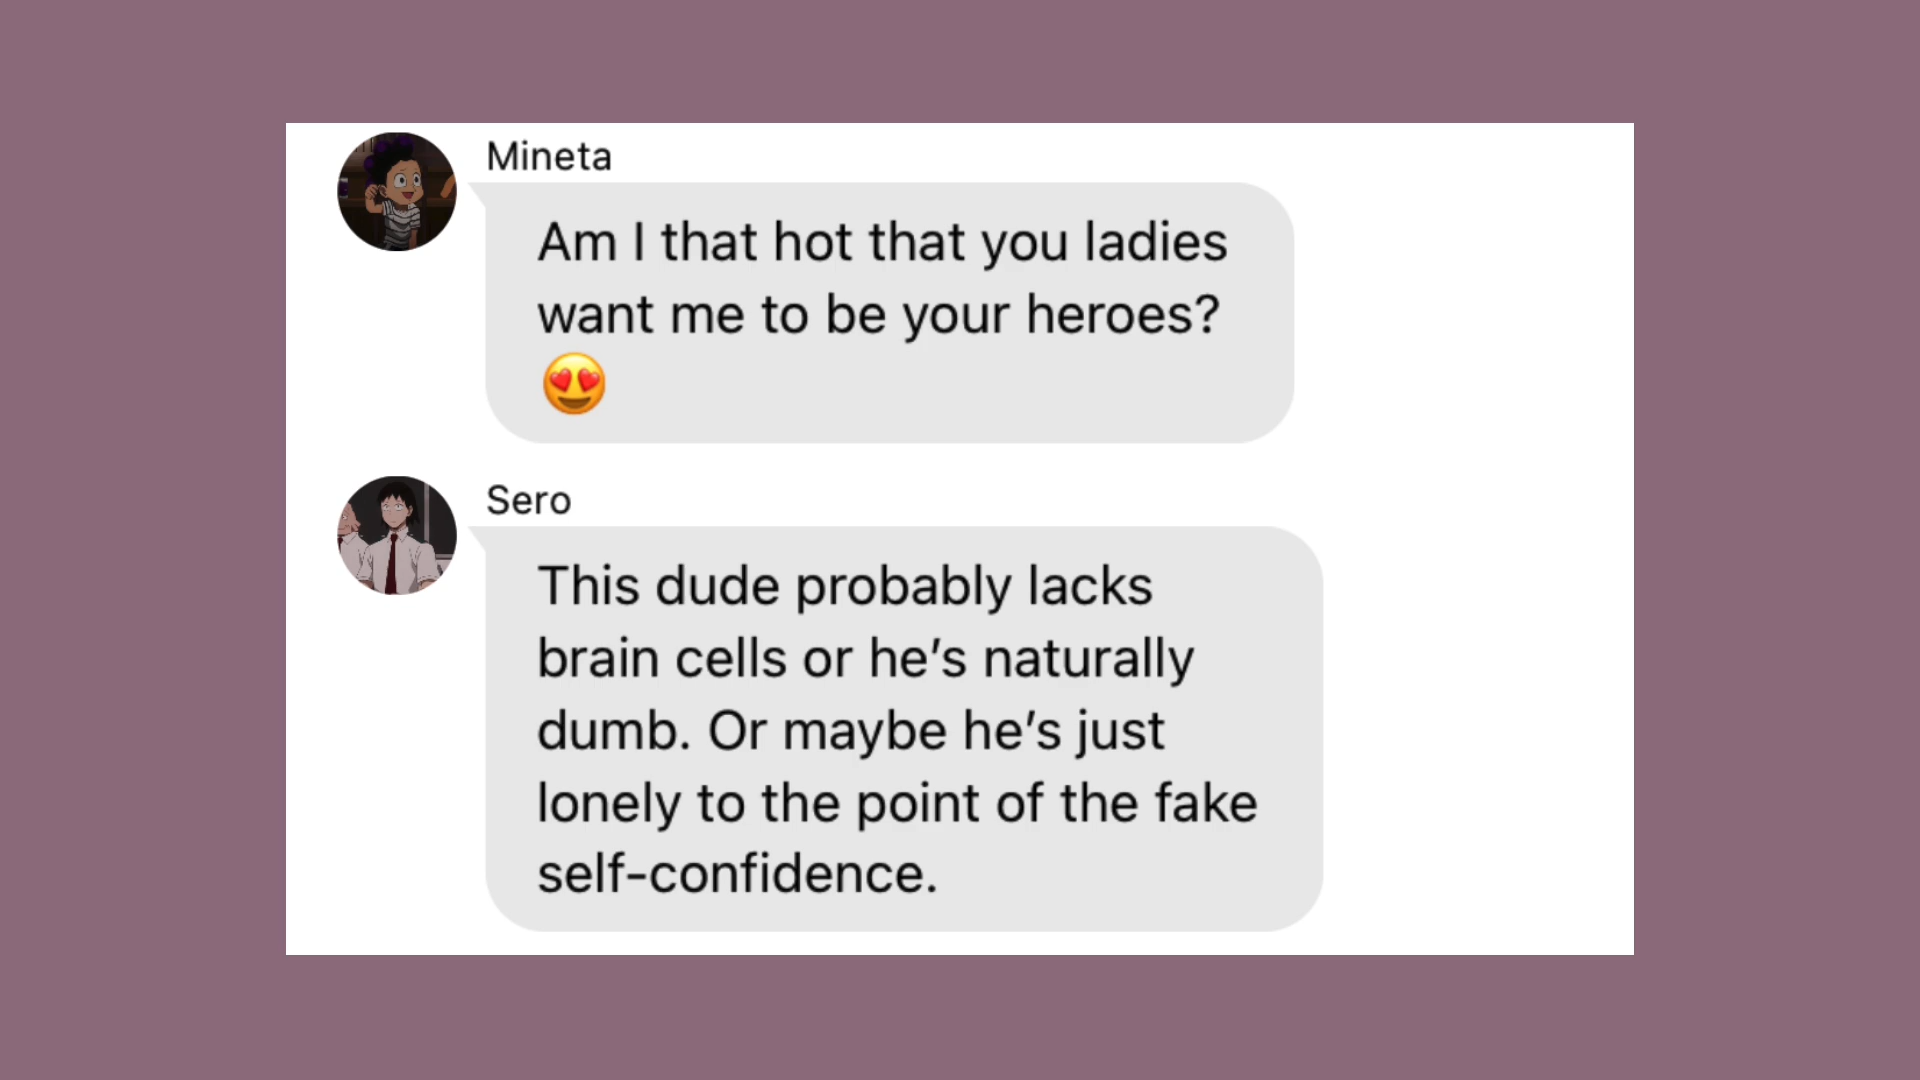 Mineta
Am I that hot that you ladies
want me to be your heroes?
😍
Sero
This dude probably lacks
brain cells or he’s naturally
dumb. Or maybe he’s just
lonely to the point of the fake
self-confidence.